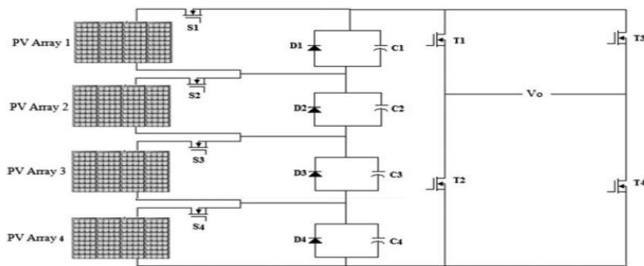 PV Array 1
S1
D1
C1
T1
T3
PV Array 2
S2
D2
C2
Vo
PV Array 3
S3
D3
C3
T2
T4
PV Array 4
S4
D4
C4